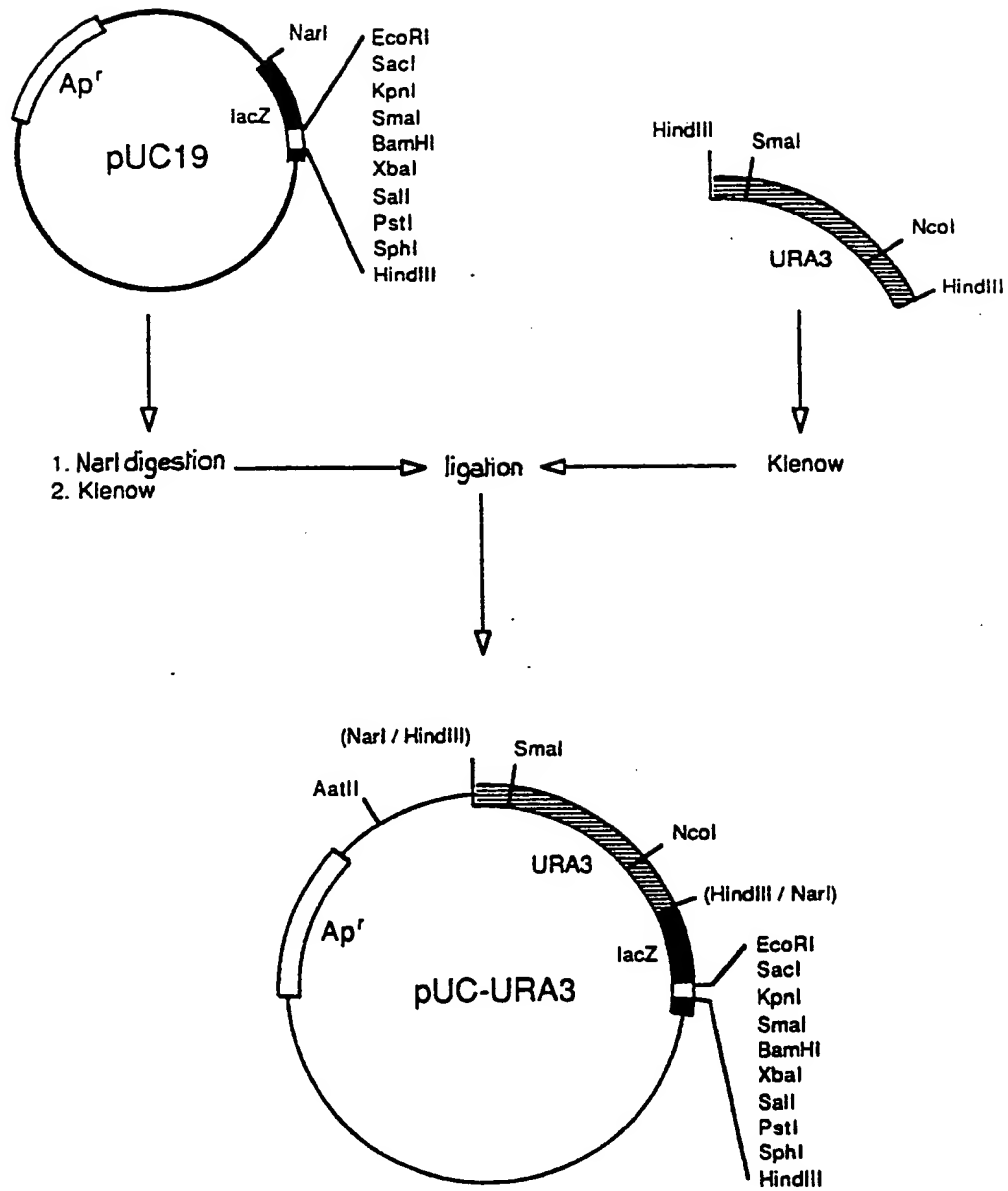 NarI
EcoRI
SacI
KpnI
SmaI
BamHI
XbaI
SalI
PstI
SphI
HindIII
Apʳ
lacZ
pUC19
HindIII
SmaI
NcoI
URA3
HindIII
1. NarI digestion
2. Klenow
ligation
Klenow
(NarI / HindIII)
SmaI
AatII
NcoI
URA3
(HindIII / NarI)
Apʳ
lacZ
pUC-URA3
EcoRI
SacI
KpnI
SmaI
BamHI
XbaI
SalI
PstI
SphI
HindIII